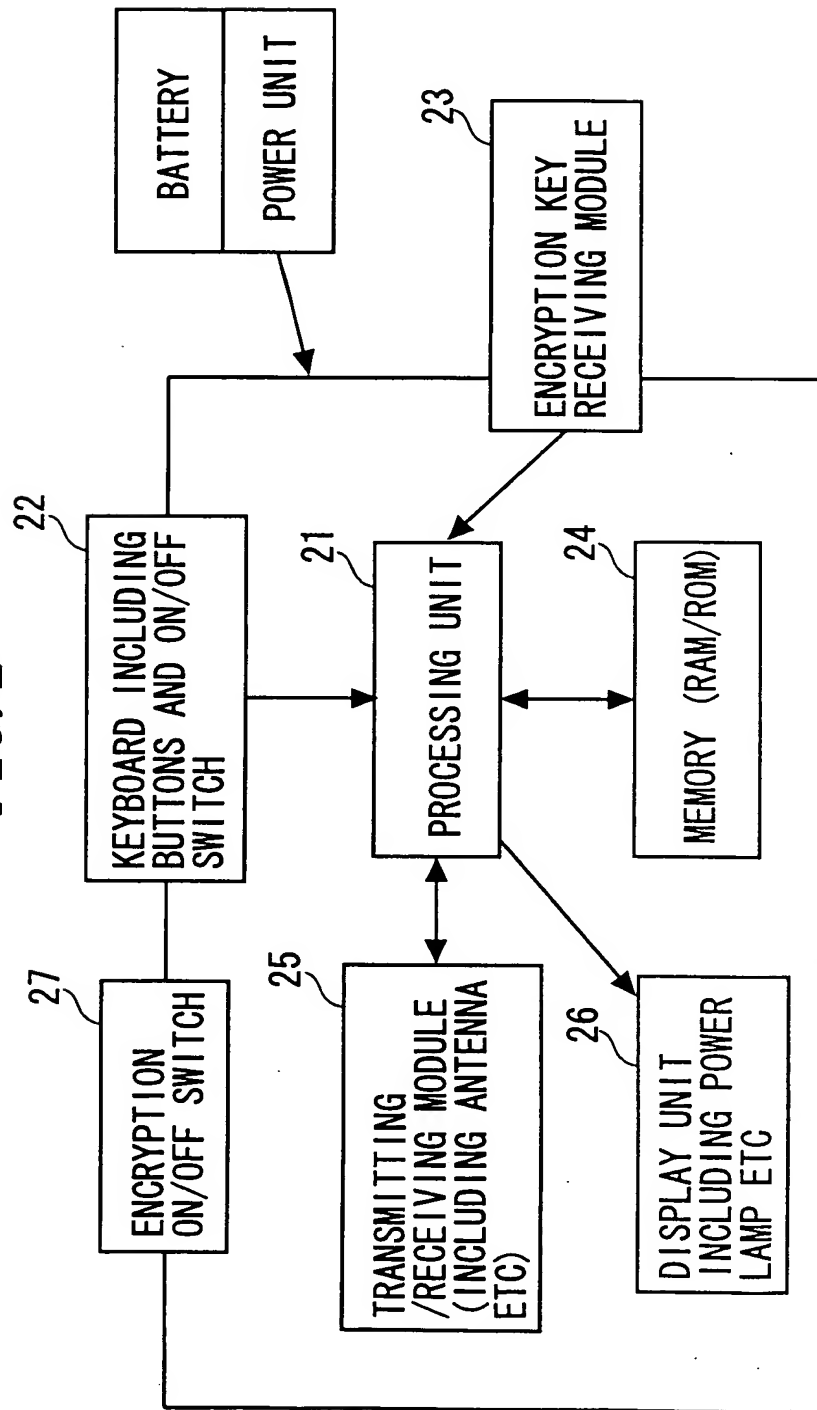 27
ENCRYPTION
ON/OFF SWITCH
22
KEYBOARD INCLUDING
BUTTONS AND ON/OFF
SWITCH
BATTERY
POWER UNIT
25
TRANSMITTING
/RECEIVING MODULE
(INCLUDING ANTENNA
ETC)
21
PROCESSING UNIT
23
ENCRYPTION KEY
RECEIVING MODULE
26
DISPLAY UNIT
INCLUDING POWER
LAMP ETC
24
MEMORY (RAM/ROM)